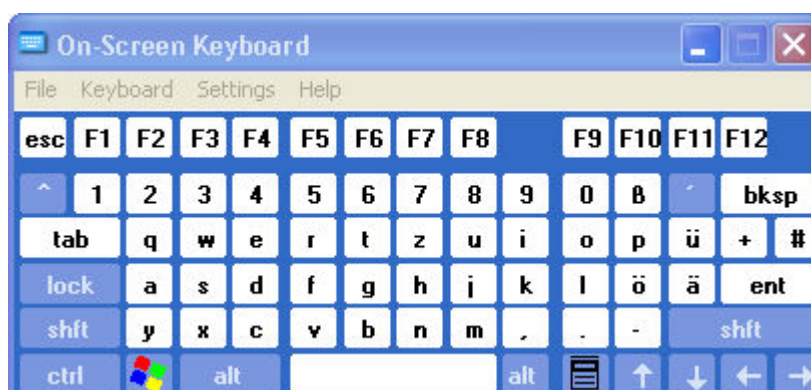 On-Screen Keyboard
File Keyboard Settings Help
esc F1 F2 F3 F4 F5 F6 F7 F8 F9 F10 F11 F12
^ 1 2 3 4 5 6 7 8 9 0 ß ´ bksp
tab q w e r t z u i o p ü + #
lock a s d f g h j k l ö ä ent
shft y x c v b n m , . - shft
ctrl alt alt ↑ ↓ ← →